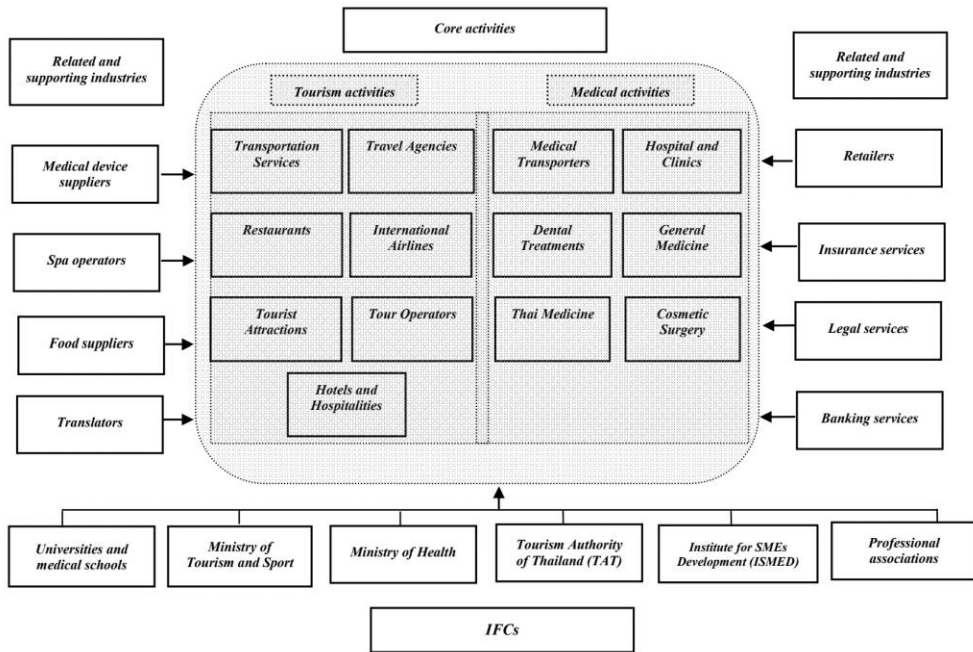 Core activities
Related and
supporting industries
Related and
supporting industries
Tourism activities
Medical activities
Transportation
Services
Travel Agencies
Medical
Transporters
Hospital and
Clinics
Medical device
suppliers
Retailers
Restaurants
International
Airlines
Dental
Treatments
General
Medicine
Spa operators
Insurance services
Tourist
Attractions
Tour Operators
Thai Medicine
Cosmetic
Surgery
Food suppliers
Legal services
Hotels and
Hospitalities
Translators
Banking services
Universities and
medical schools
Ministry of
Tourism and Sport
Ministry of Health
Tourism Authority
of Thailand (TAT)
Institute for SMEs
Development (ISMED)
Professional
associations
IFCs